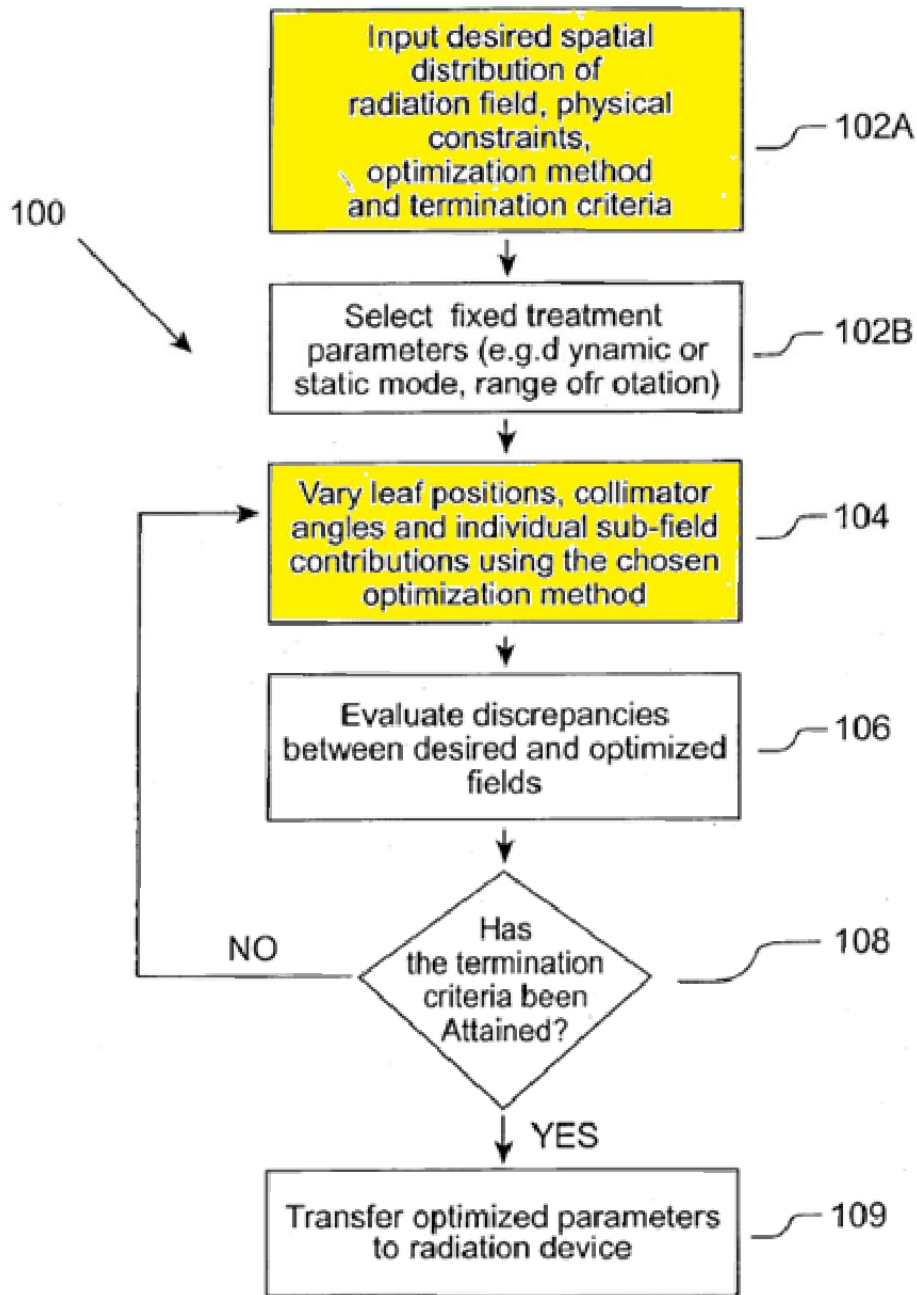 Input desired spatial
distribution of
radiation field, physical
constraints,
optimization method
and termination criteria
102A
100
Select fixed treatment
parameters (e.g.d ynamic or
static mode, range ofr otation)
102B
Vary leaf positions, collimator
angles and individual sub-field
contributions using the chosen
optimization method
104
Evaluate discrepancies
between desired and optimized
fields
106
Has
the termination
criteria been
Attained?
108
NO
YES
Transfer optimized parameters
to radiation device
109